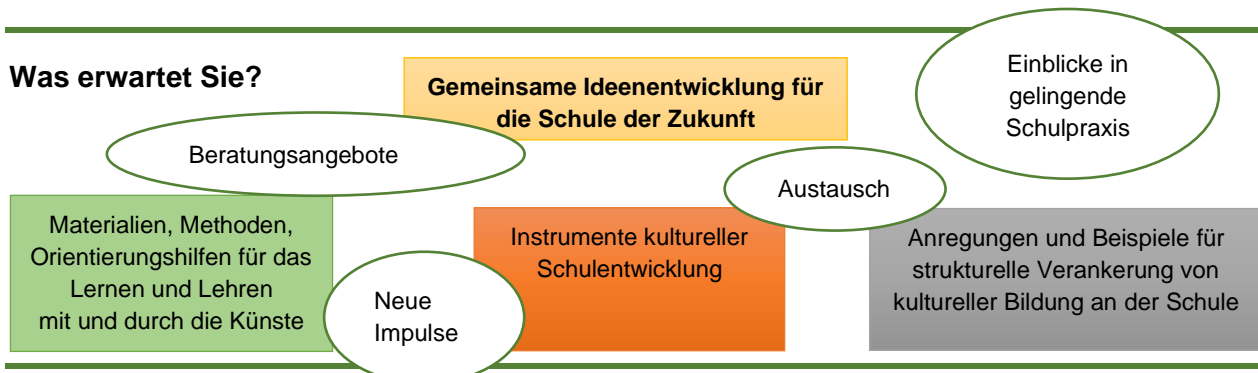 Was erwartet Sie?
Gemeinsame Ideenentwicklung für
die Schule der Zukunft
Einblicke in
gelingende
Schulpraxis
Beratungsangebote
Austausch
Materialien, Methoden,
Orientierungshilfen für das
Lernen und Lehren
mit und durch die Künste
Neue
Impulse
Instrumente kultureller
Schulentwicklung
Anregungen und Beispiele für
strukturelle Verankerung von
kultureller Bildung an der Schule